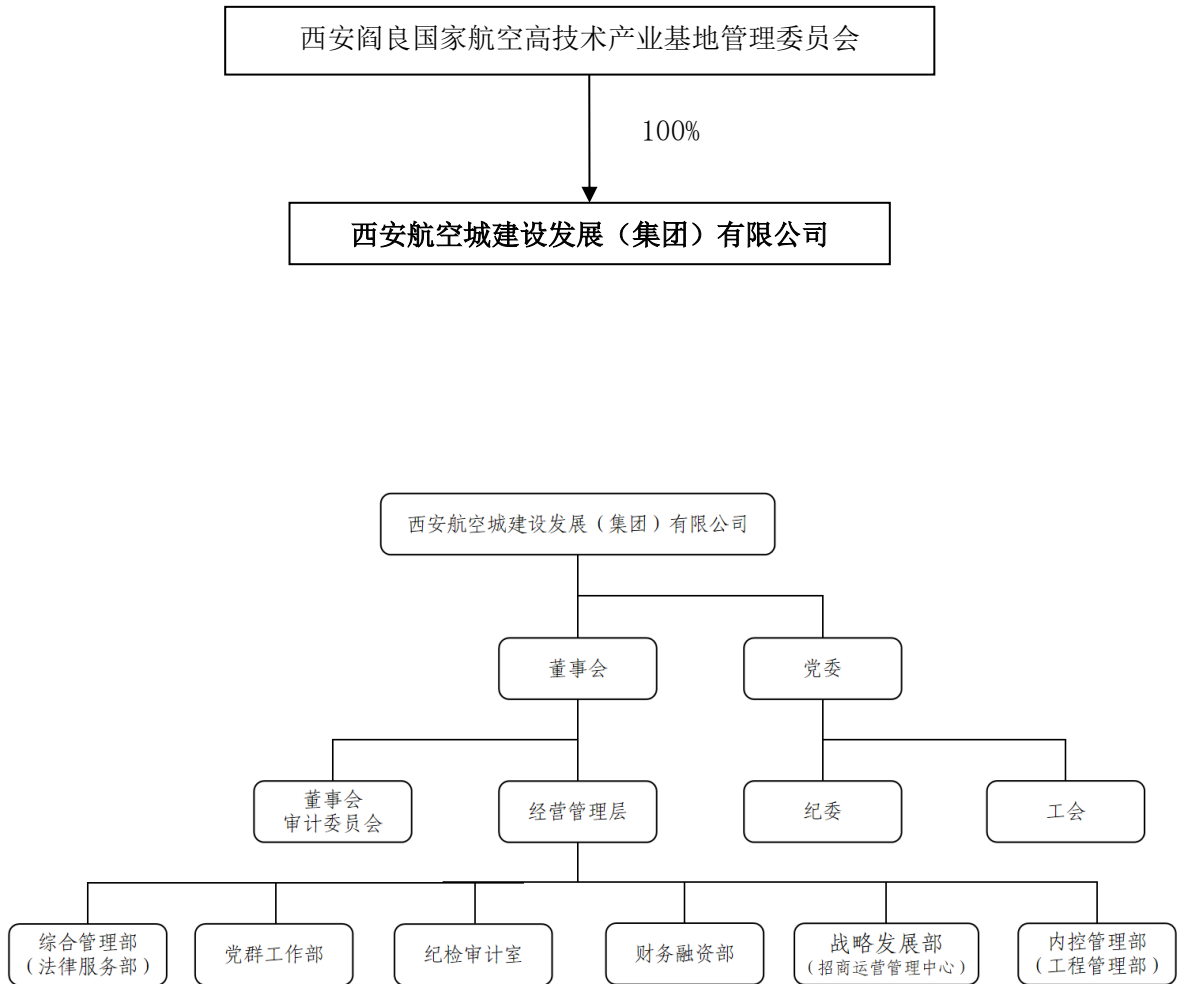 西安阎良国家航空高技术产业基地管理委员会
100%
西安航空城建设发展（集团）有限公司
西安航空城建设发展（集团）有限公司
董事会
党委
董事会
审计委员会
经营管理层
纪委
工会
综合管理部
（法律服务部）
党群工作部
纪检审计室
财务融资部
战略发展部
（招商运营管理中心）
内控管理部
（工程管理部）